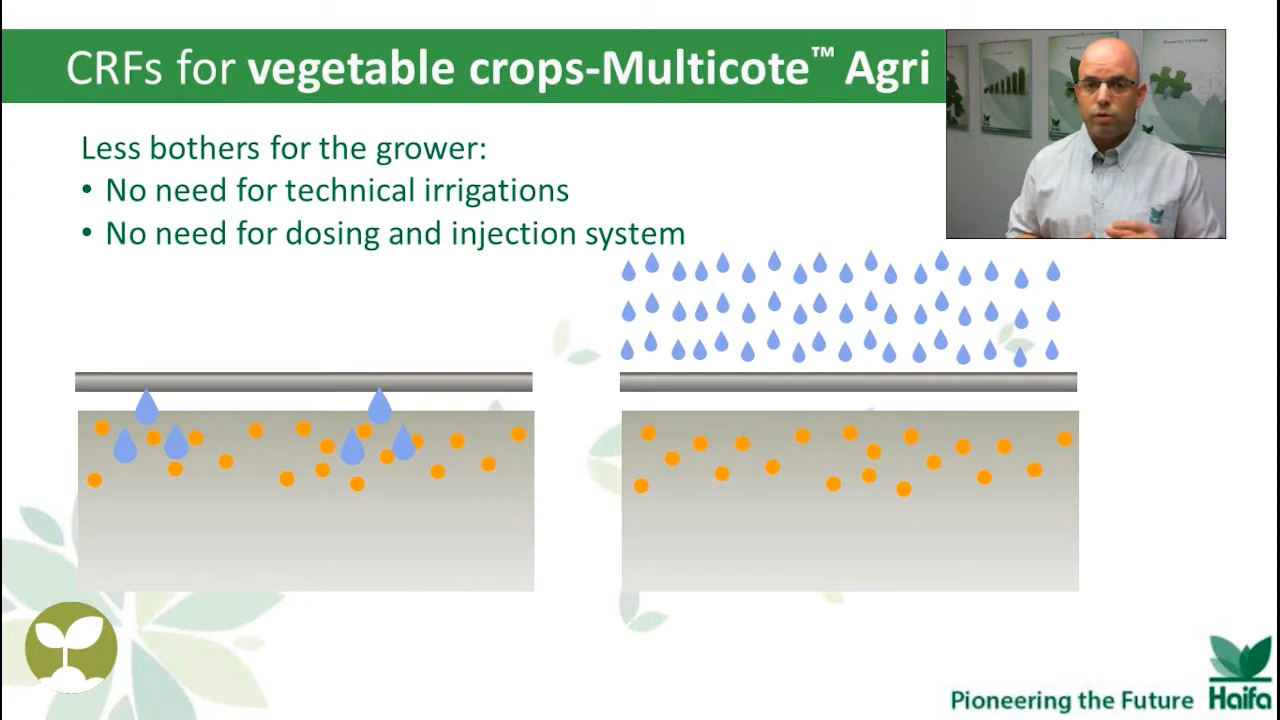 CRFs for vegetable crops-Multicote™ Agri
Less bothers for the grower:
• No need for technical irrigations
• No need for dosing and injection system
Pioneering the Future
Haifa